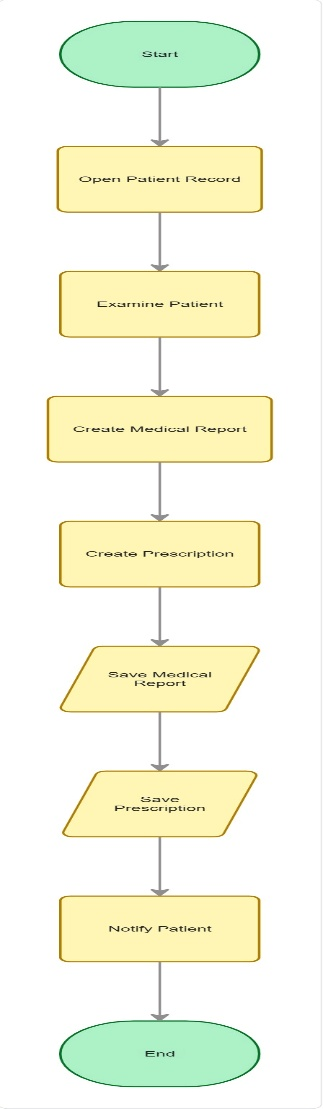 Start
Open Patient Record
Examine Patient
Create Medical Report
Create Prescription
Save Medical
Report
Save
Prescription
Notify Patient
End